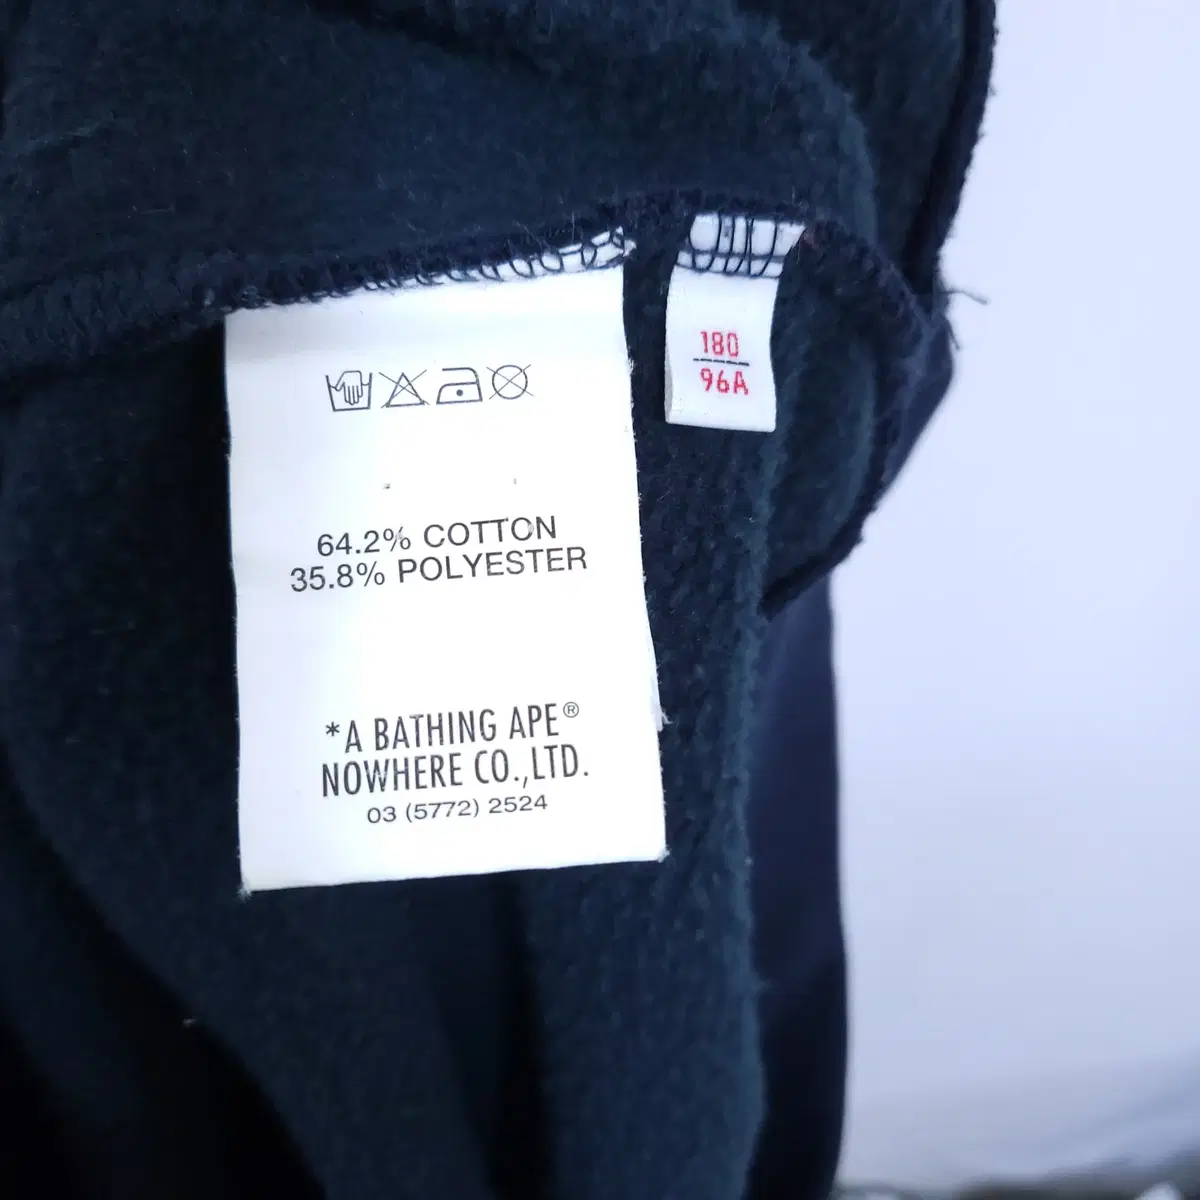 180
96A
64.2% COTTON
35.8% POLYESTER
*A BATHING APE®
NOWHERE CO.,LTD.
03 (5772) 2524